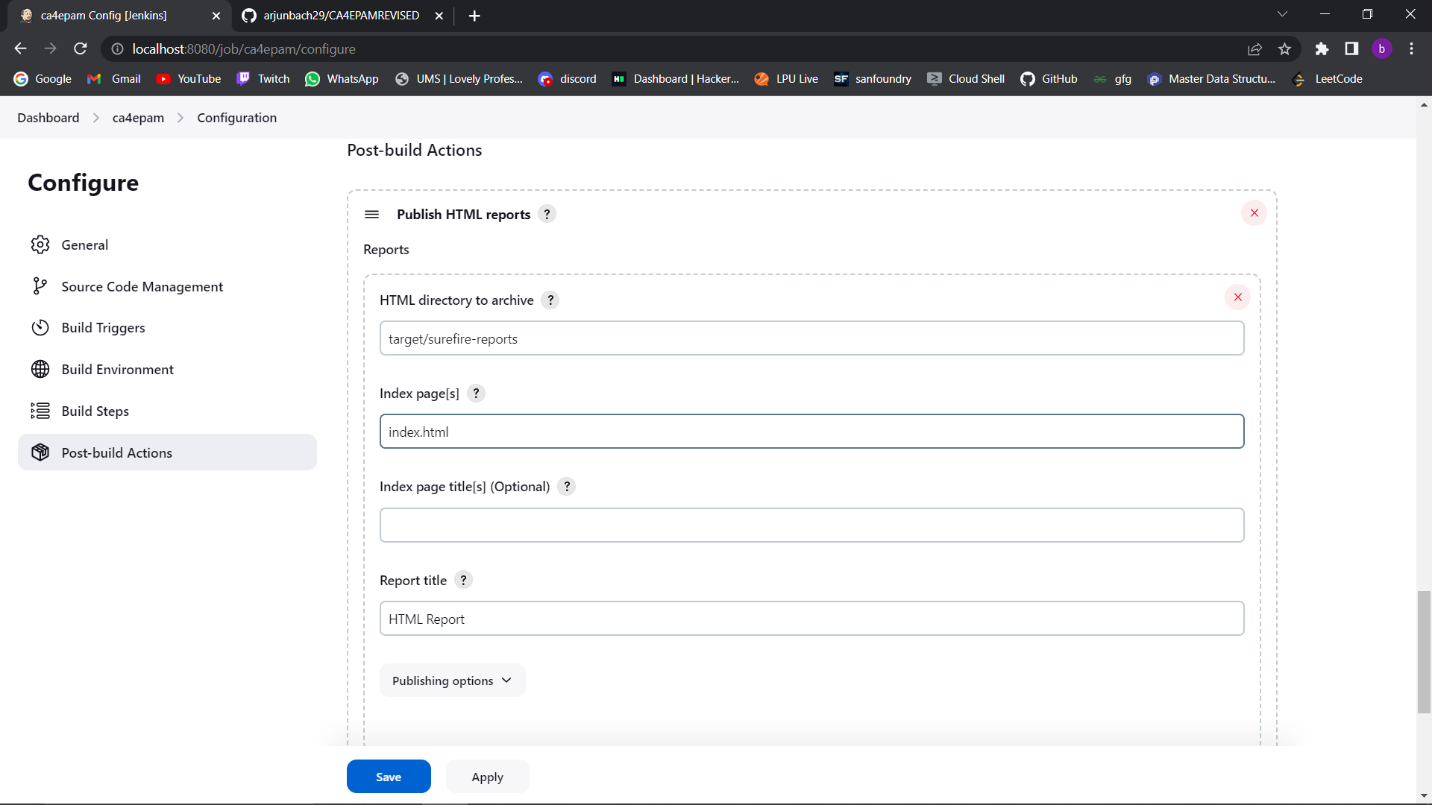 ca4epam Config [Jenkins]
arjunbach29/CA4EPAMREVISED
localhost:8080/job/ca4epam/configure
b
Google
Gmail
YouTube
Twitch
WhatsApp
UMS | Lovely Profes...
discord
Dashboard | Hacker...
LPU Live
SF sanfoundry
Cloud Shell
GitHub
gfg
Master Data Structu...
LeetCode
Dashboard
ca4epam
Configuration
Configure
General
Source Code Management
Build Triggers
Build Environment
Build Steps
Post-build Actions
Post-build Actions
Publish HTML reports ?
Reports
HTML directory to archive ?
target/surefire-reports
Index page[s] ?
index.html
Index page title[s] (Optional) ?
Report title ?
HTML Report
Publishing options
Save
Apply